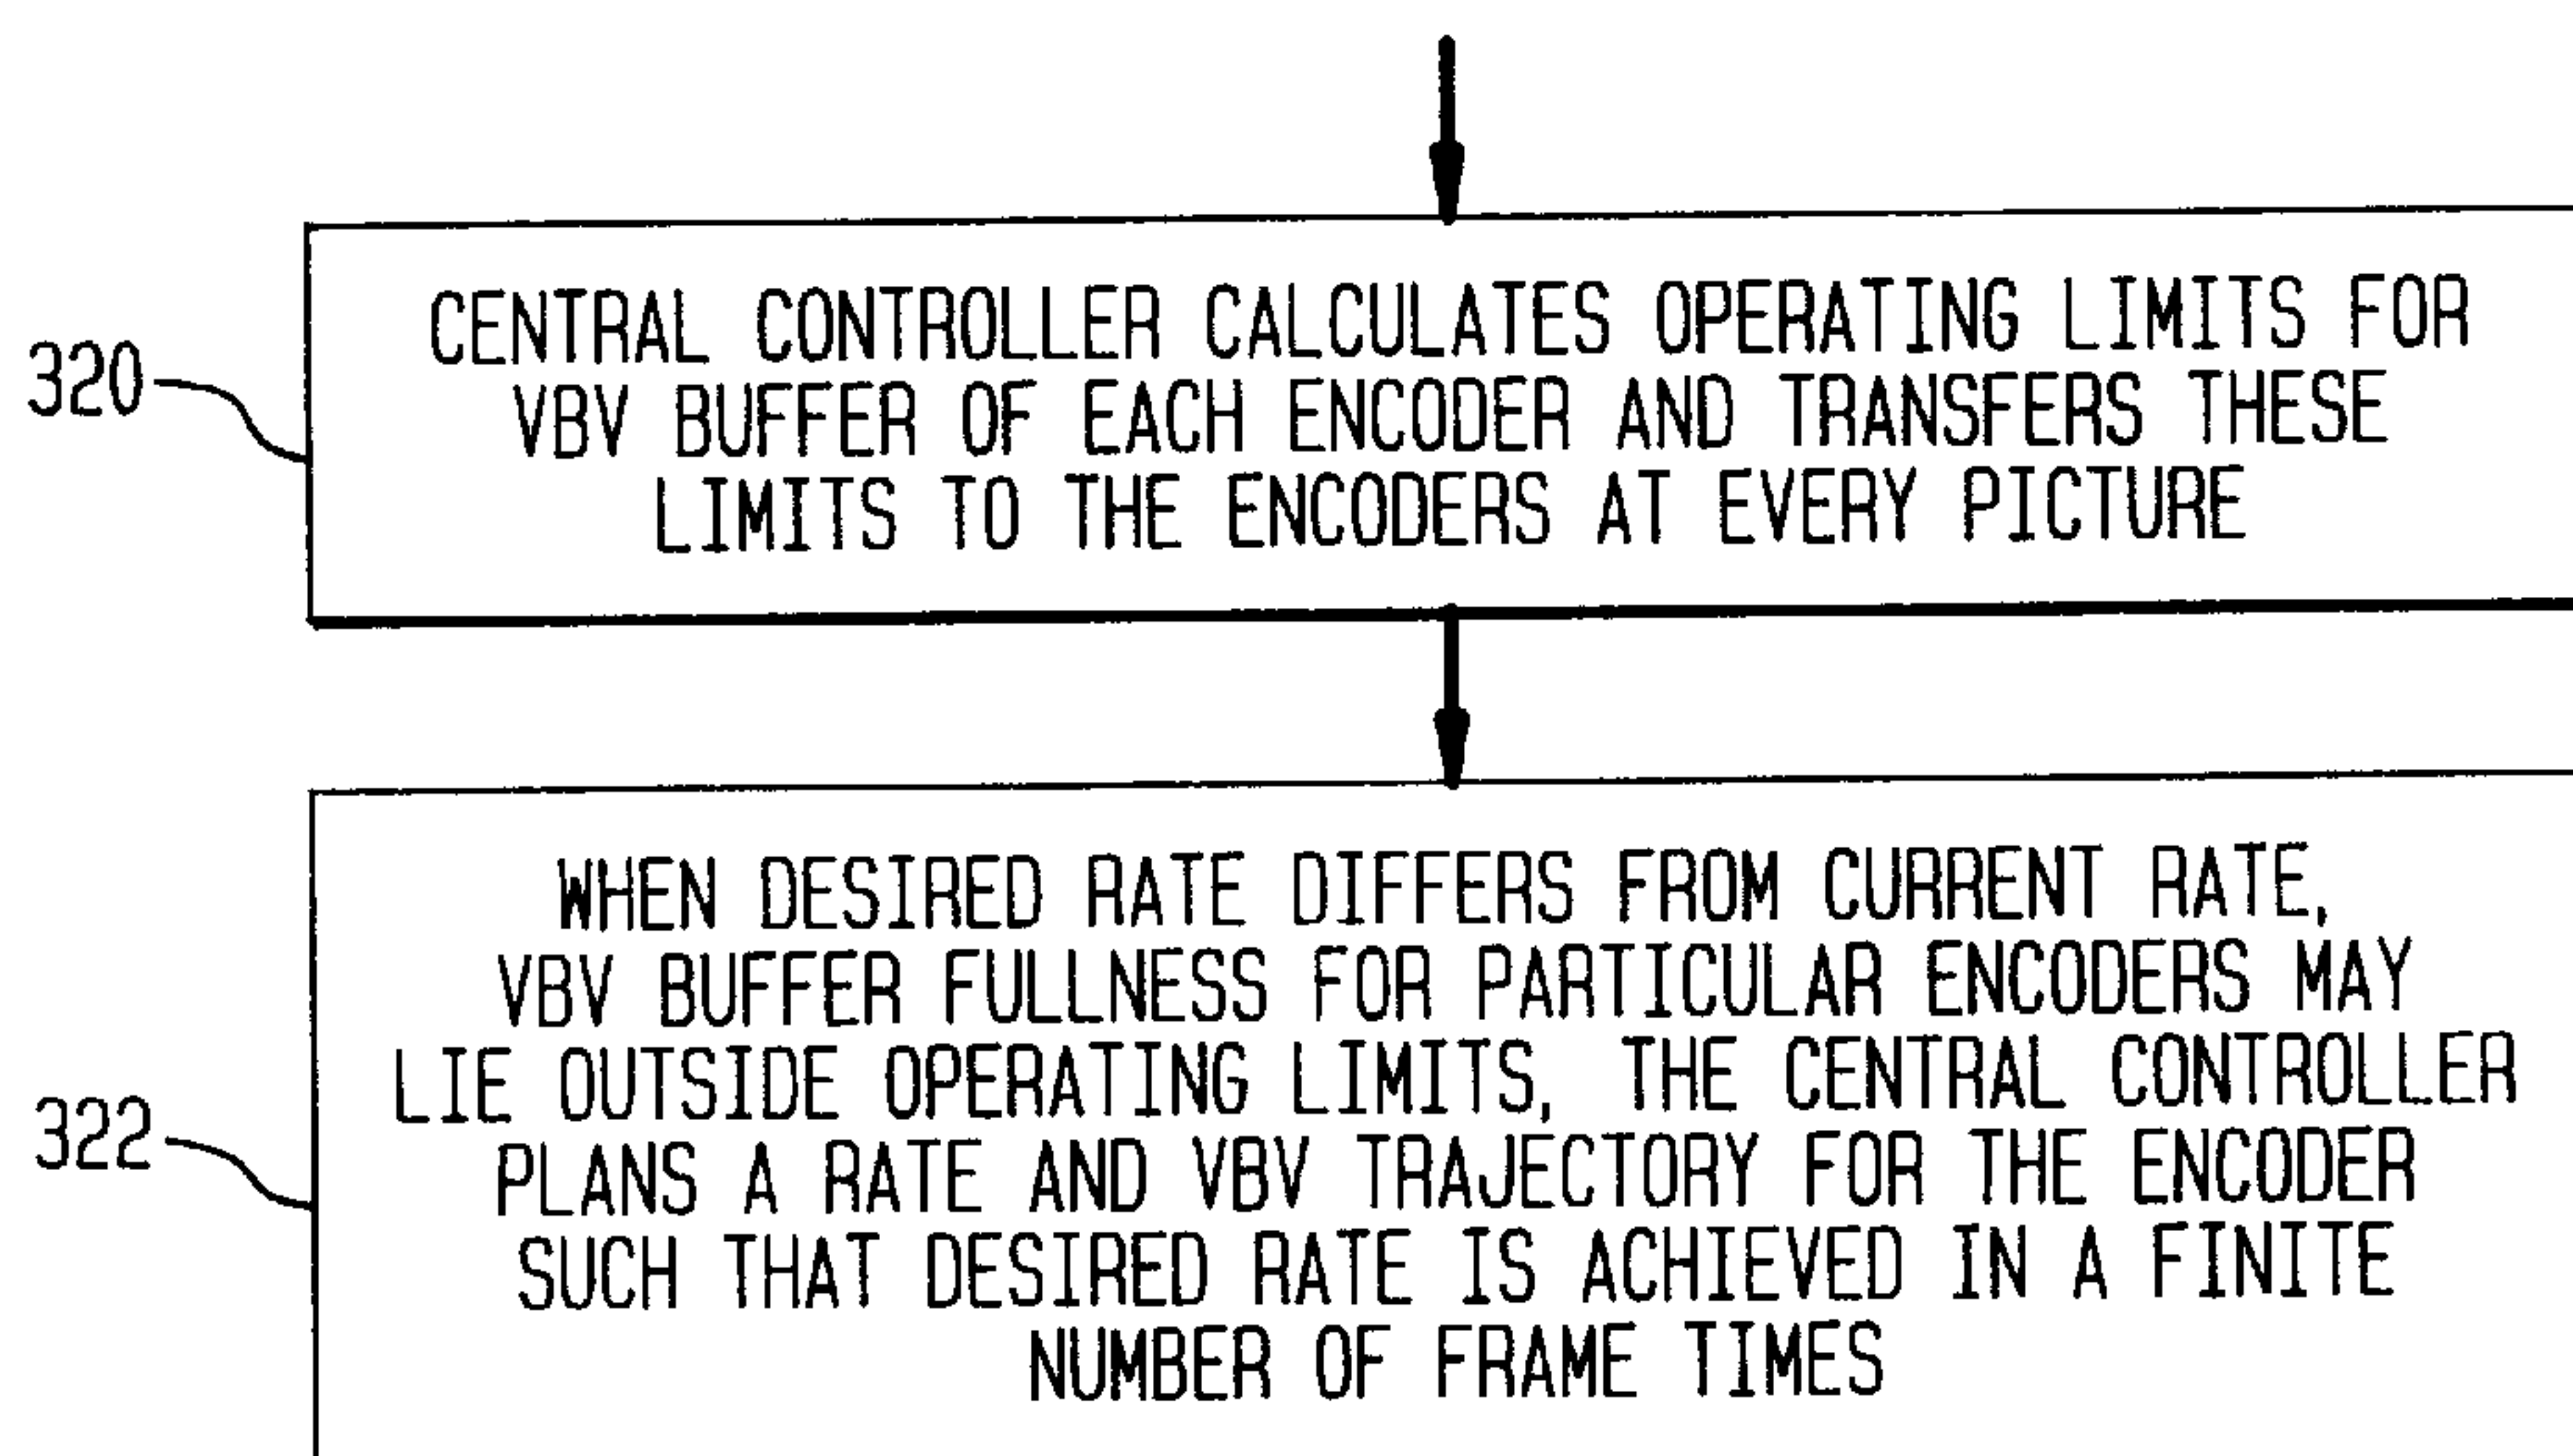 CENTRAL CONTROLLER CALCULATES OPERATING LIMITS FOR
VBV BUFFER OF EACH ENCODER AND TRANSFERS THESE
LIMITS TO THE ENCODERS AT EVERY PICTURE
320
WHEN DESIRED RATE DIFFERS FROM CURRENT RATE,
VBV BUFFER FULLNESS FOR PARTICULAR ENCODERS MAY
LIE OUTSIDE OPERATING LIMITS, THE CENTRAL CONTROLLER
PLANS A RATE AND VBV TRAJECTORY FOR THE ENCODER
SUCH THAT DESIRED RATE IS ACHIEVED IN A FINITE
NUMBER OF FRAME TIMES
322